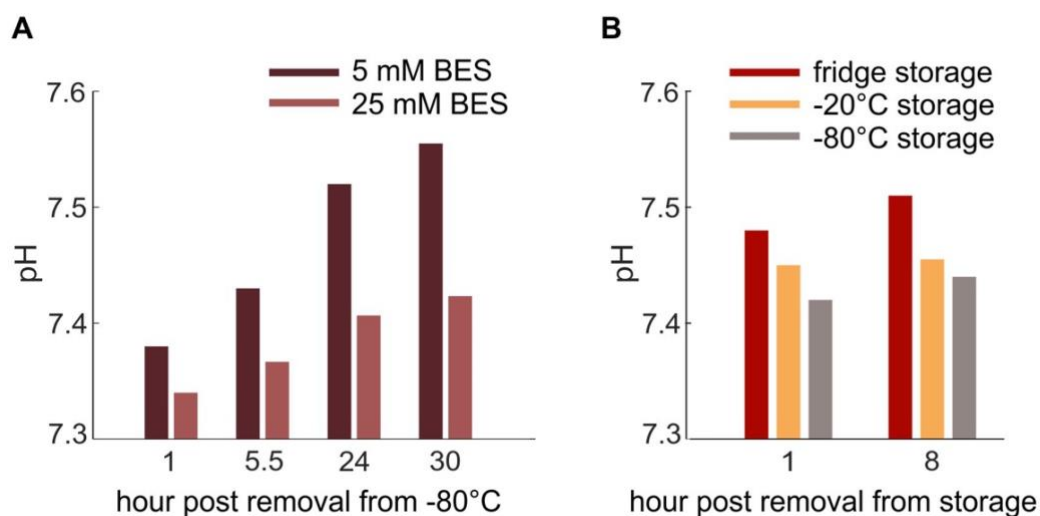 A
5 mM BES
25 mM BES
7.6
7.5
7.4
7.3
pH
1 5.5 24 30
hour post removal from -80°C
B
fridge storage
-20°C storage
-80°C storage
7.6
7.5
7.4
7.3
pH
1 8
hour post removal from storage